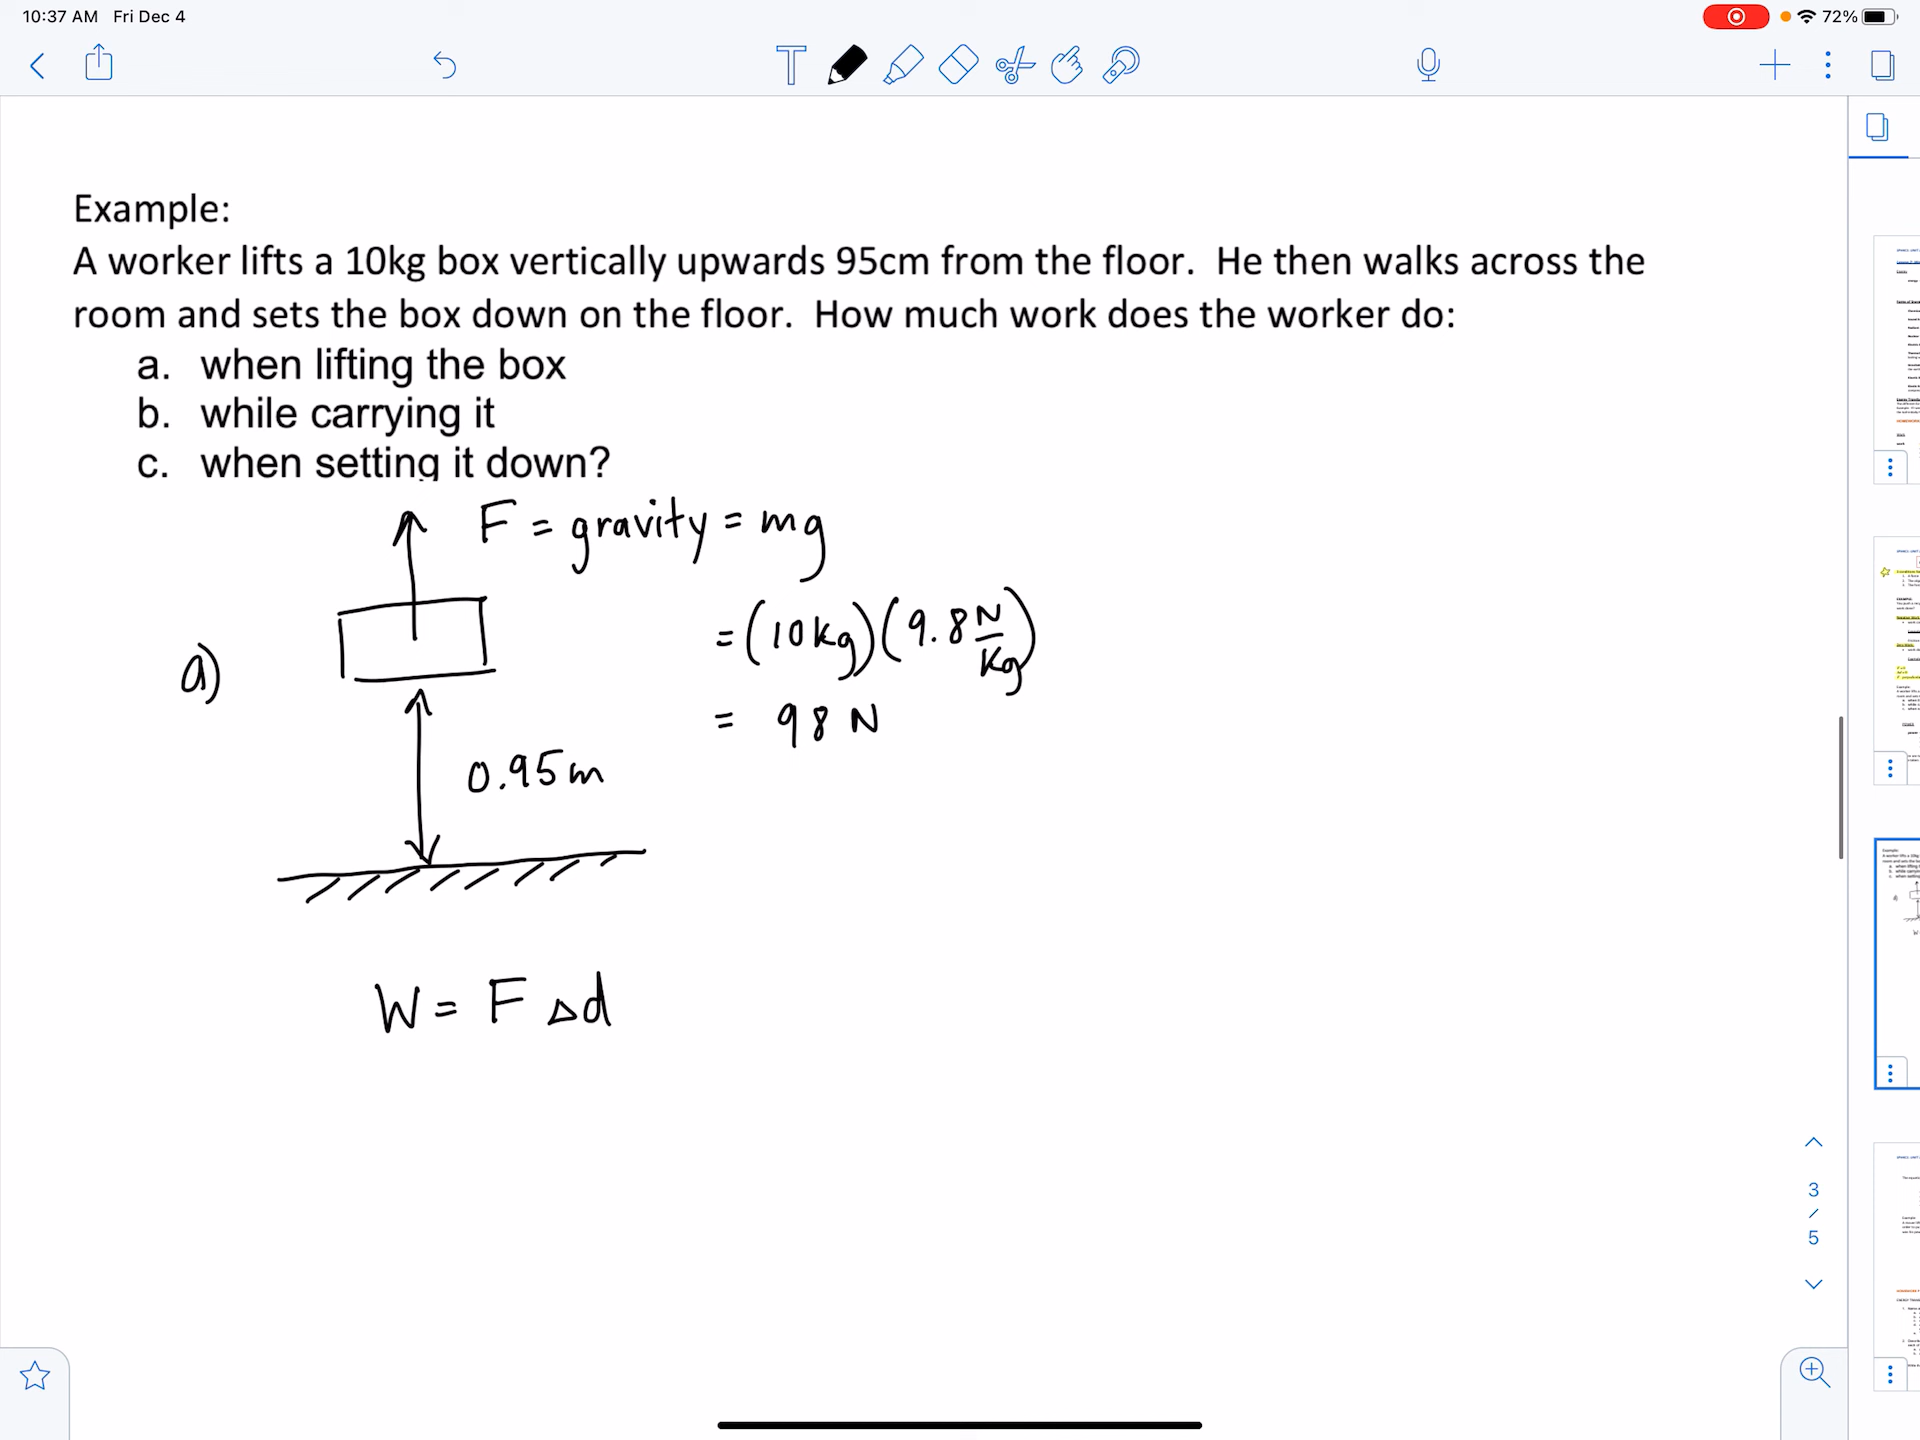 10:37 AM Fri Dec 4
72%
Example:
A worker lifts a 10kg box vertically upwards 95cm from the floor. He then walks across the
room and sets the box down on the floor. How much work does the worker do:
a. when lifting the box
b. while carrying it
c. when setting it down?
F = gravity = mg
= (10kg)(9.8 N/kg)
= 98 N
a)
0.95m
W = F Δd
3
/
5